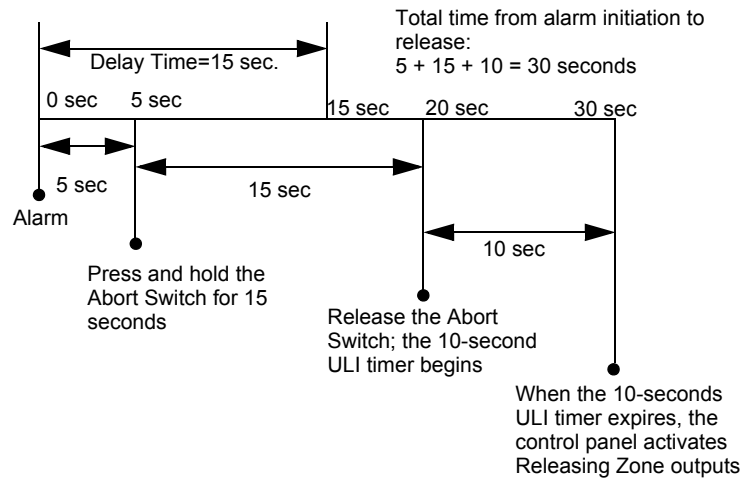 Total time from alarm initiation to
release:
5 + 15 + 10 = 30 seconds
Delay Time=15 sec.
0 sec
5 sec
15 sec
20 sec
30 sec
5 sec
15 sec
10 sec
Alarm
Press and hold the
Abort Switch for 15
seconds
Release the Abort
Switch; the 10-second
ULI timer begins
When the 10-seconds
ULI timer expires, the
control panel activates
Releasing Zone outputs